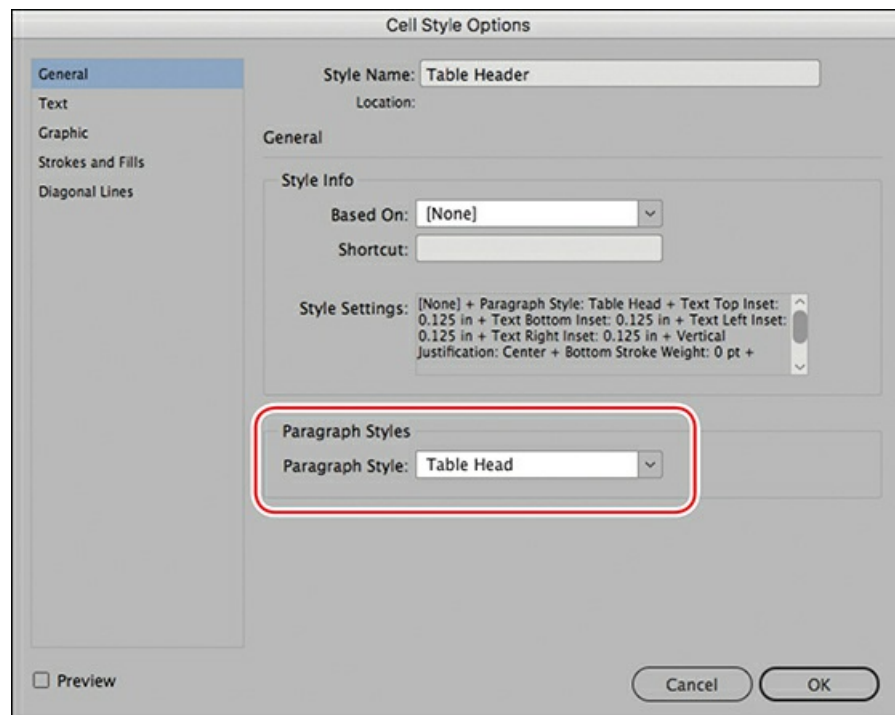 Cell Style Options
General
Text
Graphic
Strokes and Fills
Diagonal Lines
Style Name: Table Header
Location:
General
Style Info
Based On: [None]
Shortcut:
Style Settings: [None] + Paragraph Style: Table Head + Text Top Inset:
0.125 in + Text Bottom Inset: 0.125 in + Text Left Inset:
0.125 in + Text Right Inset: 0.125 in + Vertical
Justification: Center + Bottom Stroke Weight: 0 pt +
Paragraph Styles
Paragraph Style: Table Head
Preview
Cancel
OK